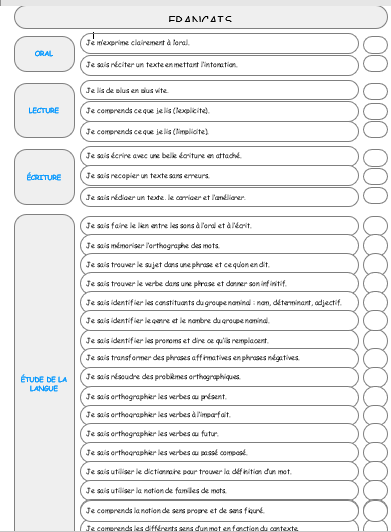 FRANÇAIS
ORAL
Je m'exprime clairement à l'oral.
Je sais réciter un texte en mettant l'intonation.
LECTURE
Je lis de plus en plus vite.
Je comprends ce que je lis (l'explicite).
Je comprends ce que je lis (l'implicite).
ÉCRITURE
Je sais écrire avec une belle écriture en attaché.
Je sais recopier un texte sans erreurs.
Je sais rédiger un texte, le corriger et l'améliorer.
ÉTUDE DE LA
LANGUE
Je sais faire le lien entre les sons à l'oral et à l'écrit.
Je sais mémoriser l'orthographe des mots.
Je sais trouver le sujet dans une phrase et ce qu'on en dit.
Je sais trouver le verbe dans une phrase et donner son infinitif.
Je sais identifier les constituants du groupe nominal : nom, déterminant, adjectif.
Je sais identifier le genre et le nombre du groupe nominal.
Je sais identifier les pronoms et dire ce qu'ils remplacent.
Je sais transformer des phrases affirmatives en phrases négatives.
Je sais résoudre des problèmes orthographiques.
Je sais orthographier les verbes au présent.
Je sais orthographier les verbes à l'imparfait.
Je sais orthographier les verbes au futur.
Je sais orthographier les verbes au passé composé.
Je sais utiliser le dictionnaire pour trouver la définition d'un mot.
Je sais utiliser la notion de familles de mots.
Je comprends la notion de sens propre et de sens figuré.
Je comprends les différents sens d'un mot en fonction du contexte.